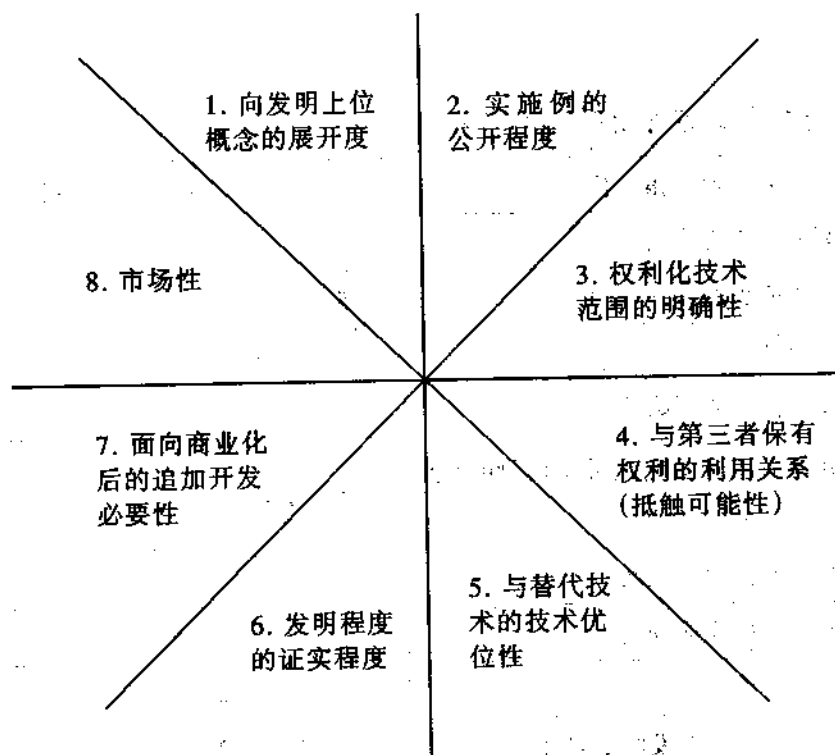 1. 向发明上位
概念的展开度
2. 实施例的
公开程度
3. 权利化技术
范围的明确性
4. 与第三者保有
权利的利用关系
(抵触可能性)
5. 与替代技
术的技术优
位性
6. 发明程度
的证实程度
7. 面向商业化
后的追加开发
必要性
8. 市场性